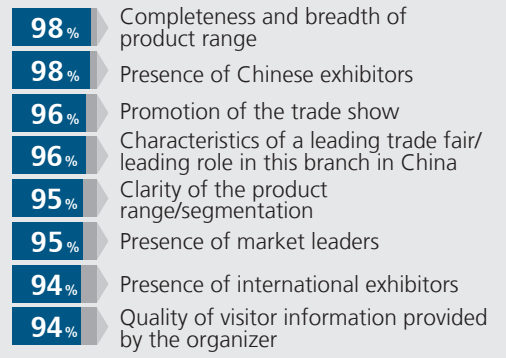 98% Completeness and breadth of
product range
98% Presence of Chinese exhibitors
96% Promotion of the trade show
96% Characteristics of a leading trade fair/
leading role in this branch in China
95% Clarity of the product
range/segmentation
95% Presence of market leaders
94% Presence of international exhibitors
94% Quality of visitor information provided
by the organizer